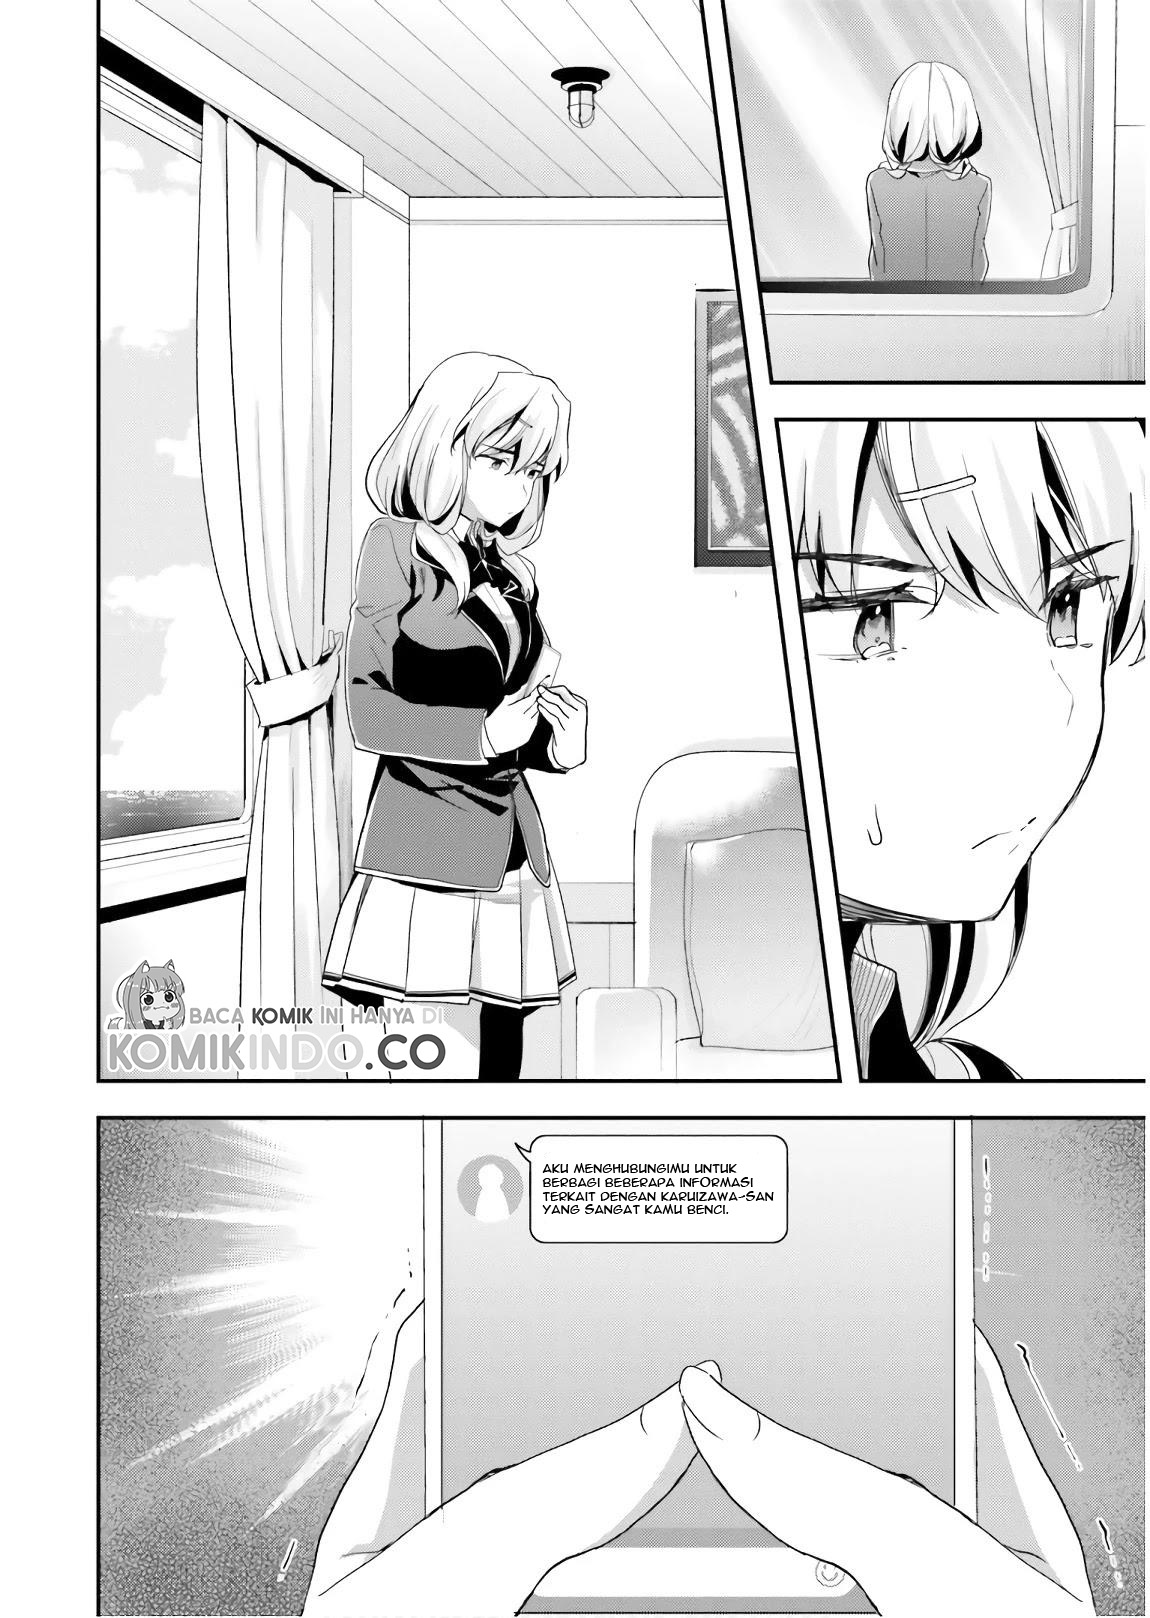 BACA KOMIK INI HANYA DI
KOMIKINDO.CO
AKU MENGHUBUNGIMU UNTUK
BERBAGI BEBERAPA INFORMASI
TERKAIT DENGAN KARUIZAWA-SAN
YANG SANGAT KAMU BENCI.